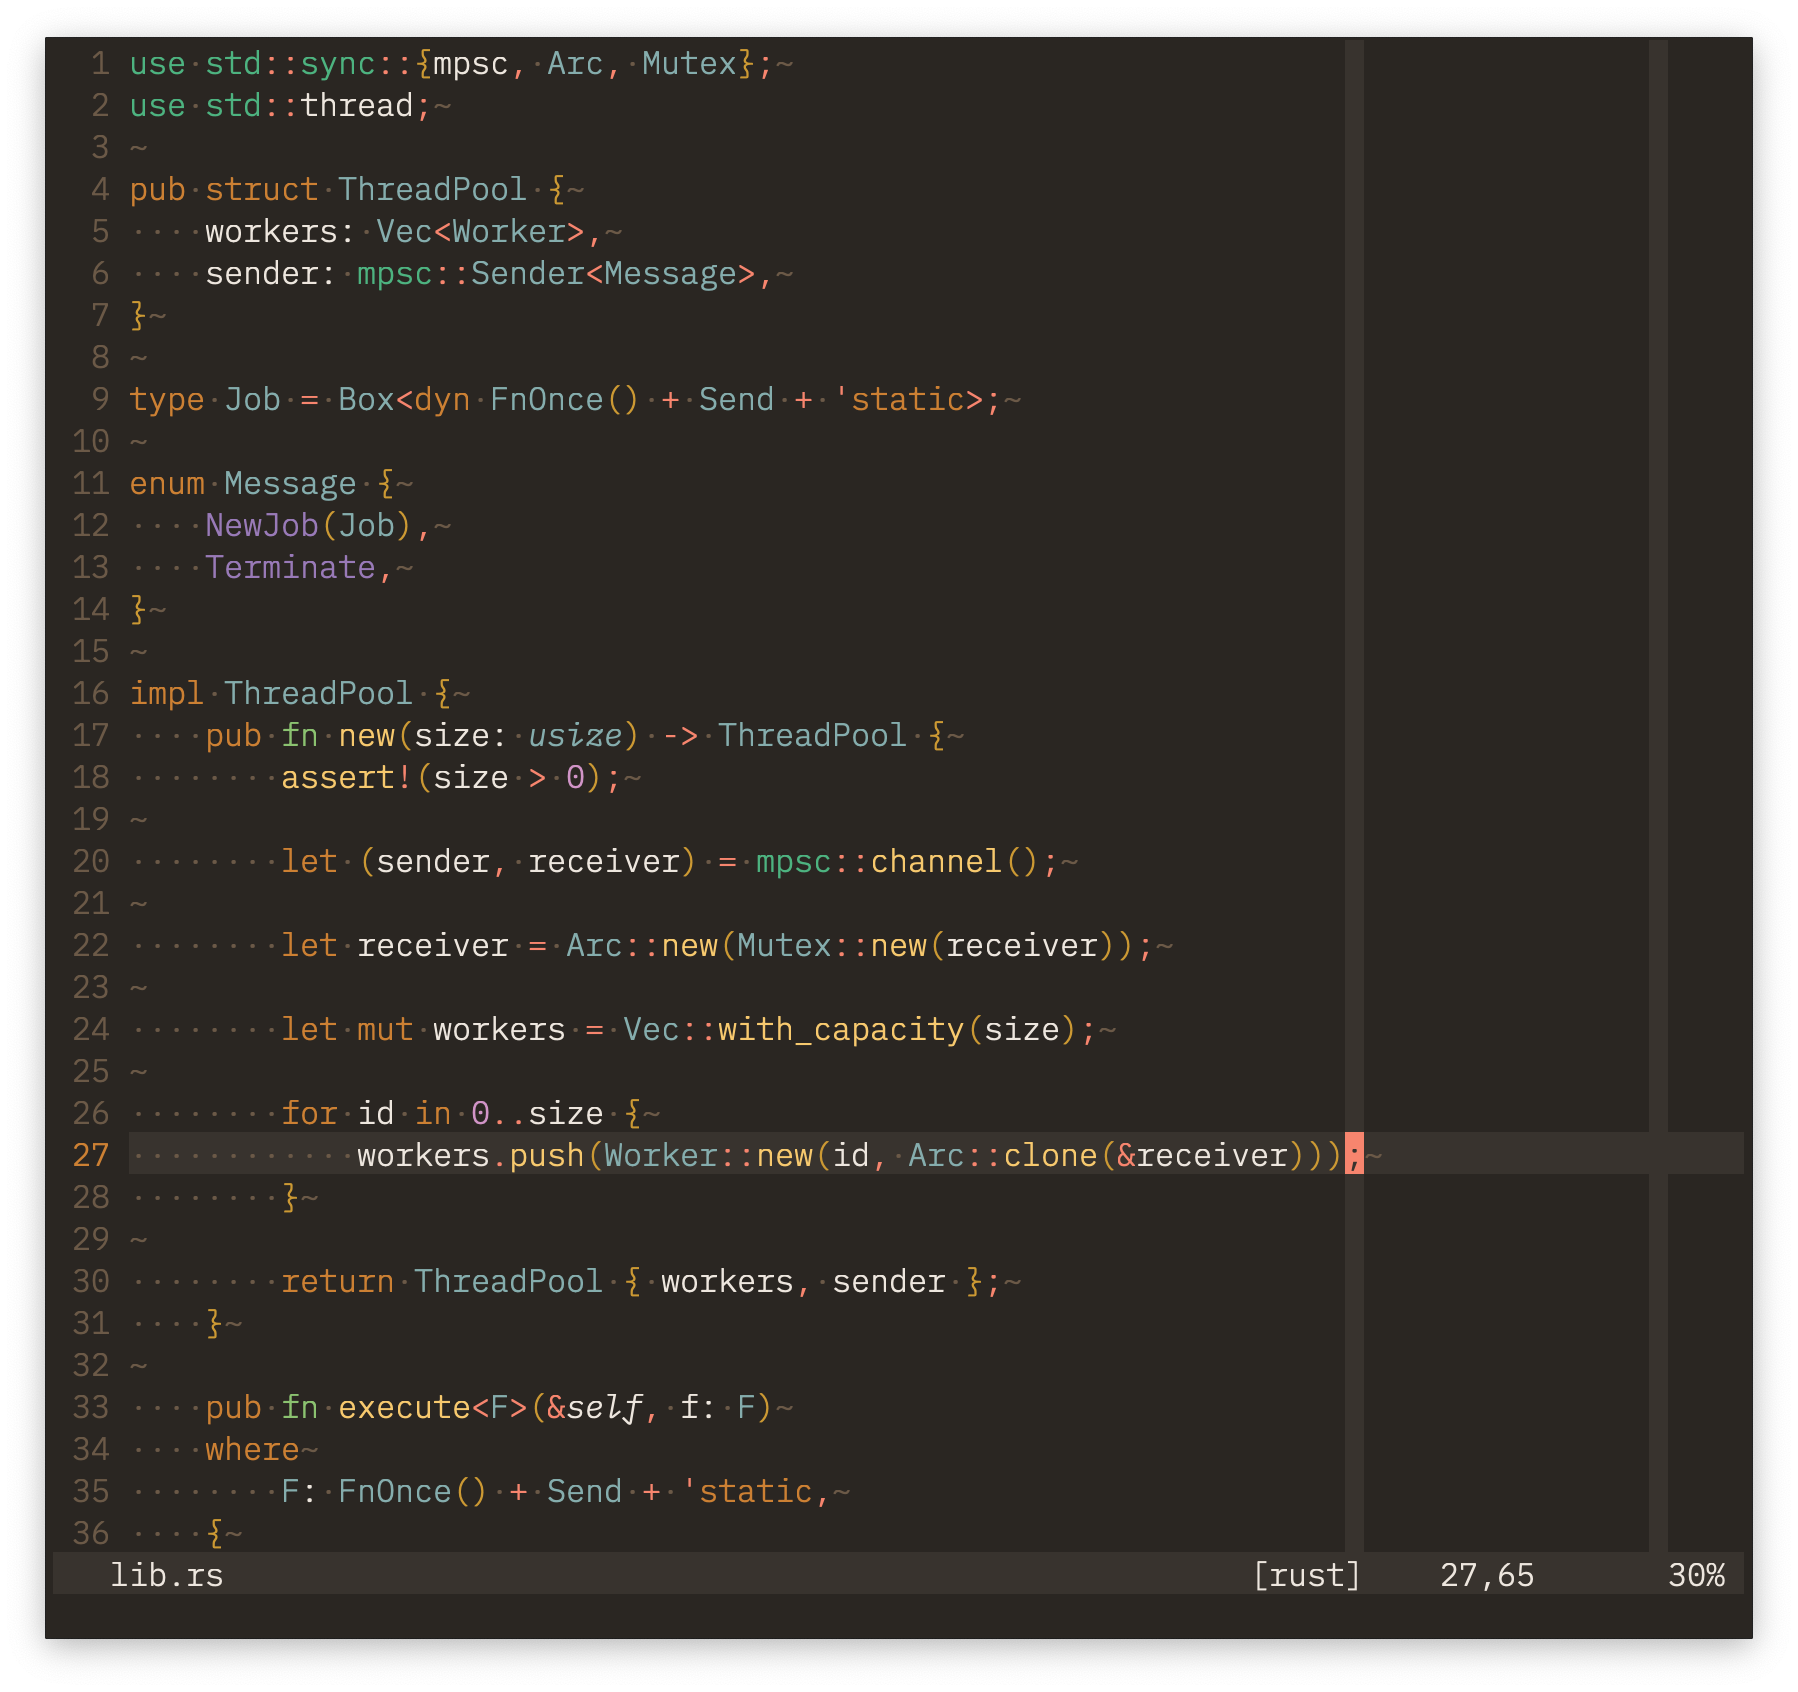 1 use·std::sync::{mpsc,·Arc,·Mutex};~
2 use·std::thread;~
3 ~
4 pub·struct·ThreadPool·{~
5 ····workers:·Vec<Worker>,~
6 ····sender:·mpsc::Sender<Message>,~
7 }~
8 ~
9 type·Job·=·Box<dyn·FnOnce()·+·Send·+·'static>;~
10 ~
11 enum·Message·{~
12 ····NewJob(Job),~
13 ····Terminate,~
14 }~
15 ~
16 impl·ThreadPool·{~
17 ····pub·fn·new(size:·usize)·->·ThreadPool·{~
18 ········assert!(size·>·0);~
19 ~
20 ········let·(sender,·receiver)·=·mpsc::channel();~
21 ~
22 ········let·receiver·=·Arc::new(Mutex::new(receiver));~
23 ~
24 ········let·mut·workers·=·Vec::with_capacity(size);~
25 ~
26 ········for·id·in·0..size·{~
27 ············workers.push(Worker::new(id,·Arc::clone(&receiver)));~
28 ········}~
29 ~
30 ········return·ThreadPool·{·workers,·sender·};~
31 ····}~
32 ~
33 ····pub·fn·execute<F>(&self,·f:·F)~
34 ····where~
35 ········F:·FnOnce()·+·Send·+·'static,~
36 ····{~
lib.rs [rust] 27,65 30%